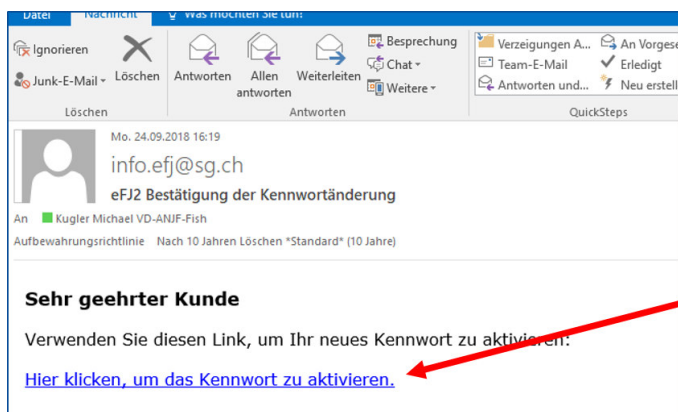 Datei Nachricht Was möchten Sie tun?
Ignorieren
Junk-E-Mail
Löschen
Löschen
Antworten
Allen antworten
Weiterleiten
Besprechung
Chat
Weitere
Antworten
Verzeigungen A...
Team-E-Mail
Antworten und...
An Vorgese
Erledigt
Neu erstell
QuickSteps
Mo. 24.09.2018 16:19
info.efj@sg.ch
eFJ2 Bestätigung der Kennwortänderung
An Kugler Michael VD-ANJF-Fish
Aufbewahrungsrichtlinie Nach 10 Jahren Löschen *Standard* (10 Jahre)
Sehr geehrter Kunde
Verwenden Sie diesen Link, um Ihr neues Kennwort zu aktivieren:
Hier klicken, um das Kennwort zu aktivieren.